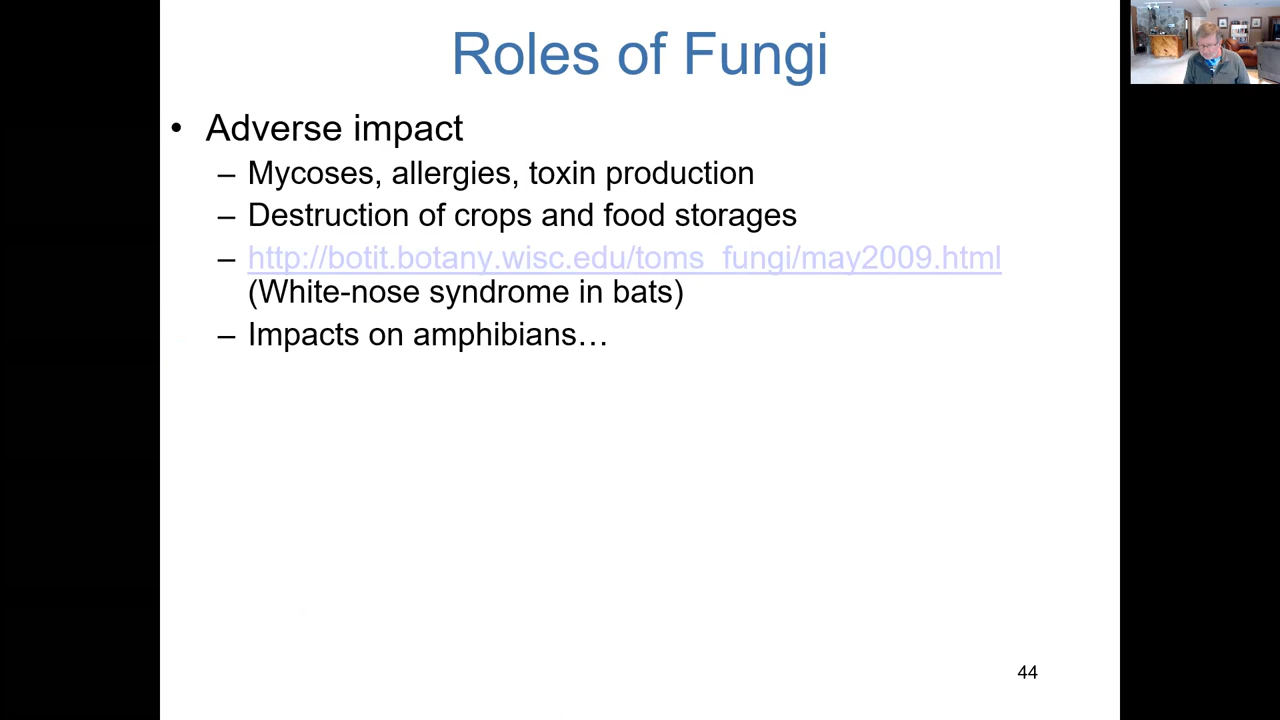 Roles of Fungi
• Adverse impact
– Mycoses, allergies, toxin production
– Destruction of crops and food storages
– http://botit.botany.wisc.edu/toms_fungi/may2009.html
(White-nose syndrome in bats)
– Impacts on amphibians…
44